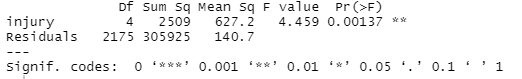 Df Sum Sq Mean Sq F value Pr(>F)
injury 4 2509 627.2 4.459 0.00137 **
Residuals 2175 305925 140.7
---
Signif. codes: 0 ‘***’ 0.001 ‘**’ 0.01 ‘*’ 0.05 ‘.’ 0.1 ‘ ’ 1